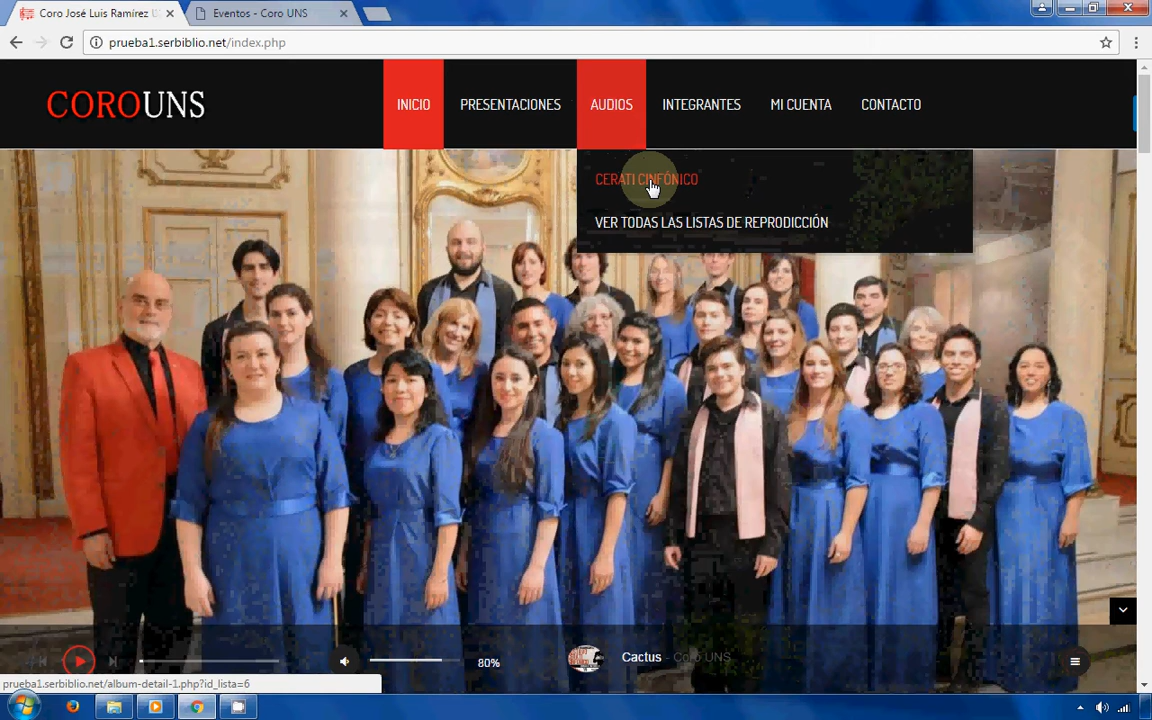 Coro José Luis Ramírez U
Eventos - Coro UNS
prueba1.serbiblio.net/index.php
COROUNS
INICIO
PRESENTACIONES
AUDIOS
INTEGRANTES
MI CUENTA
CONTACTO
CERATI CINFÓNICO
VER TODAS LAS LISTAS DE REPRODUCCIÓN
80%
Cactus - Coro UNS
prueba1.serbiblio.net/album-detail-1.php?id_lista=6